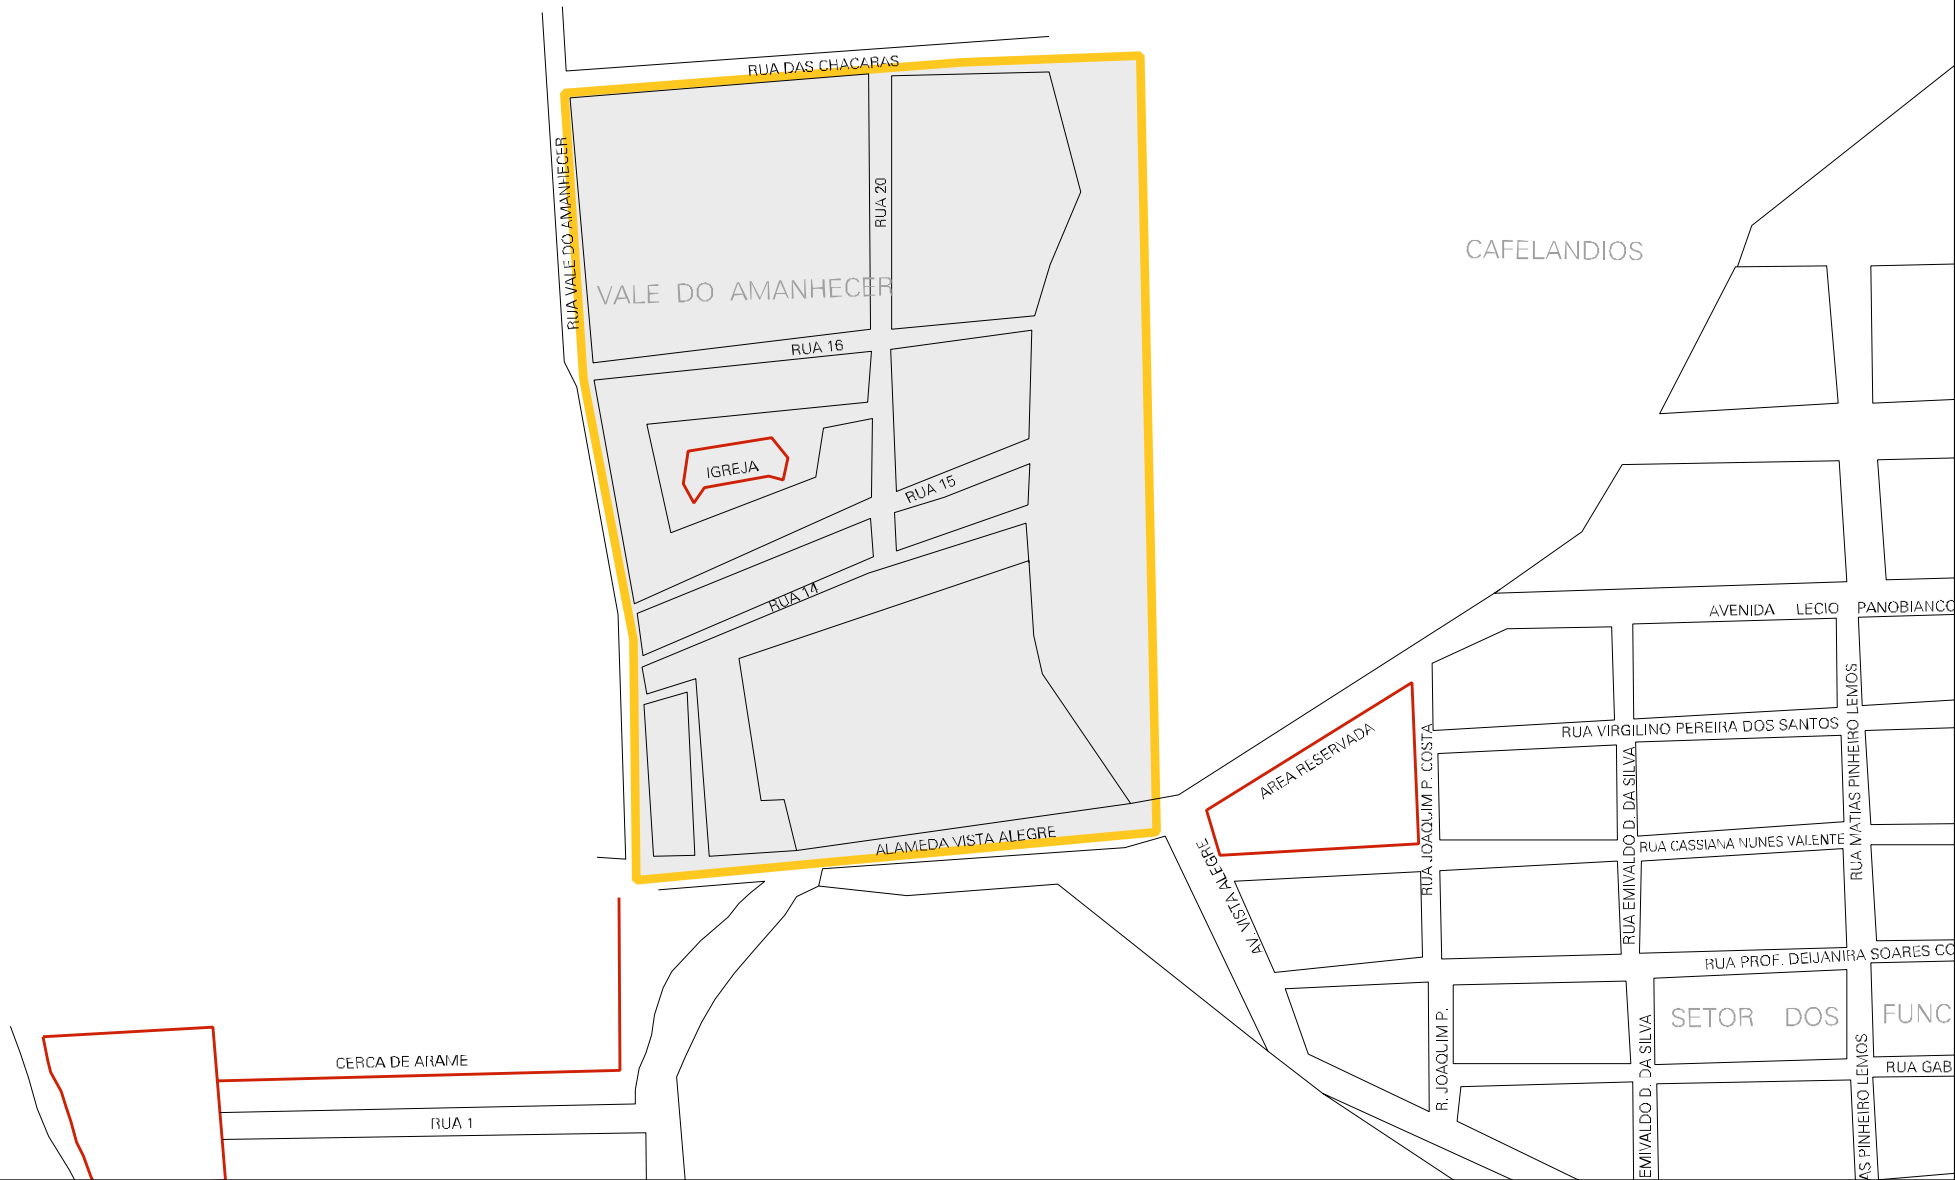 RUA DAS CHACARAS
RUA VALE DO AMANHECER
RUA 20
CAFELANDIOS
VALE DO AMANHECER
RUA 16
IGREJA
RUA 15
RUA 14
AVENIDA LECIO PANOBIANCO
RUA VIRGILINO PEREIRA DOS SANTOS
AREA RESERVADA
RUA JOAQUIM P. COSTA
RUA EMIVALDO D. DA SILVA
RUA MATIAS PINHEIRO LEMOS
ALAMEDA VISTA ALEGRE
RUA CASSIANA NUNES VALENTE
AV. VISTA ALEGRE
RUA PROF. DEIJANIRA SOARES CO
SETOR DOS FUNC
R. JOAQUIM P.
EMIVALDO D. DA SILVA
AS PINHEIRO LEMOS
RUA GAB
CERCA DE ARAME
RUA 1